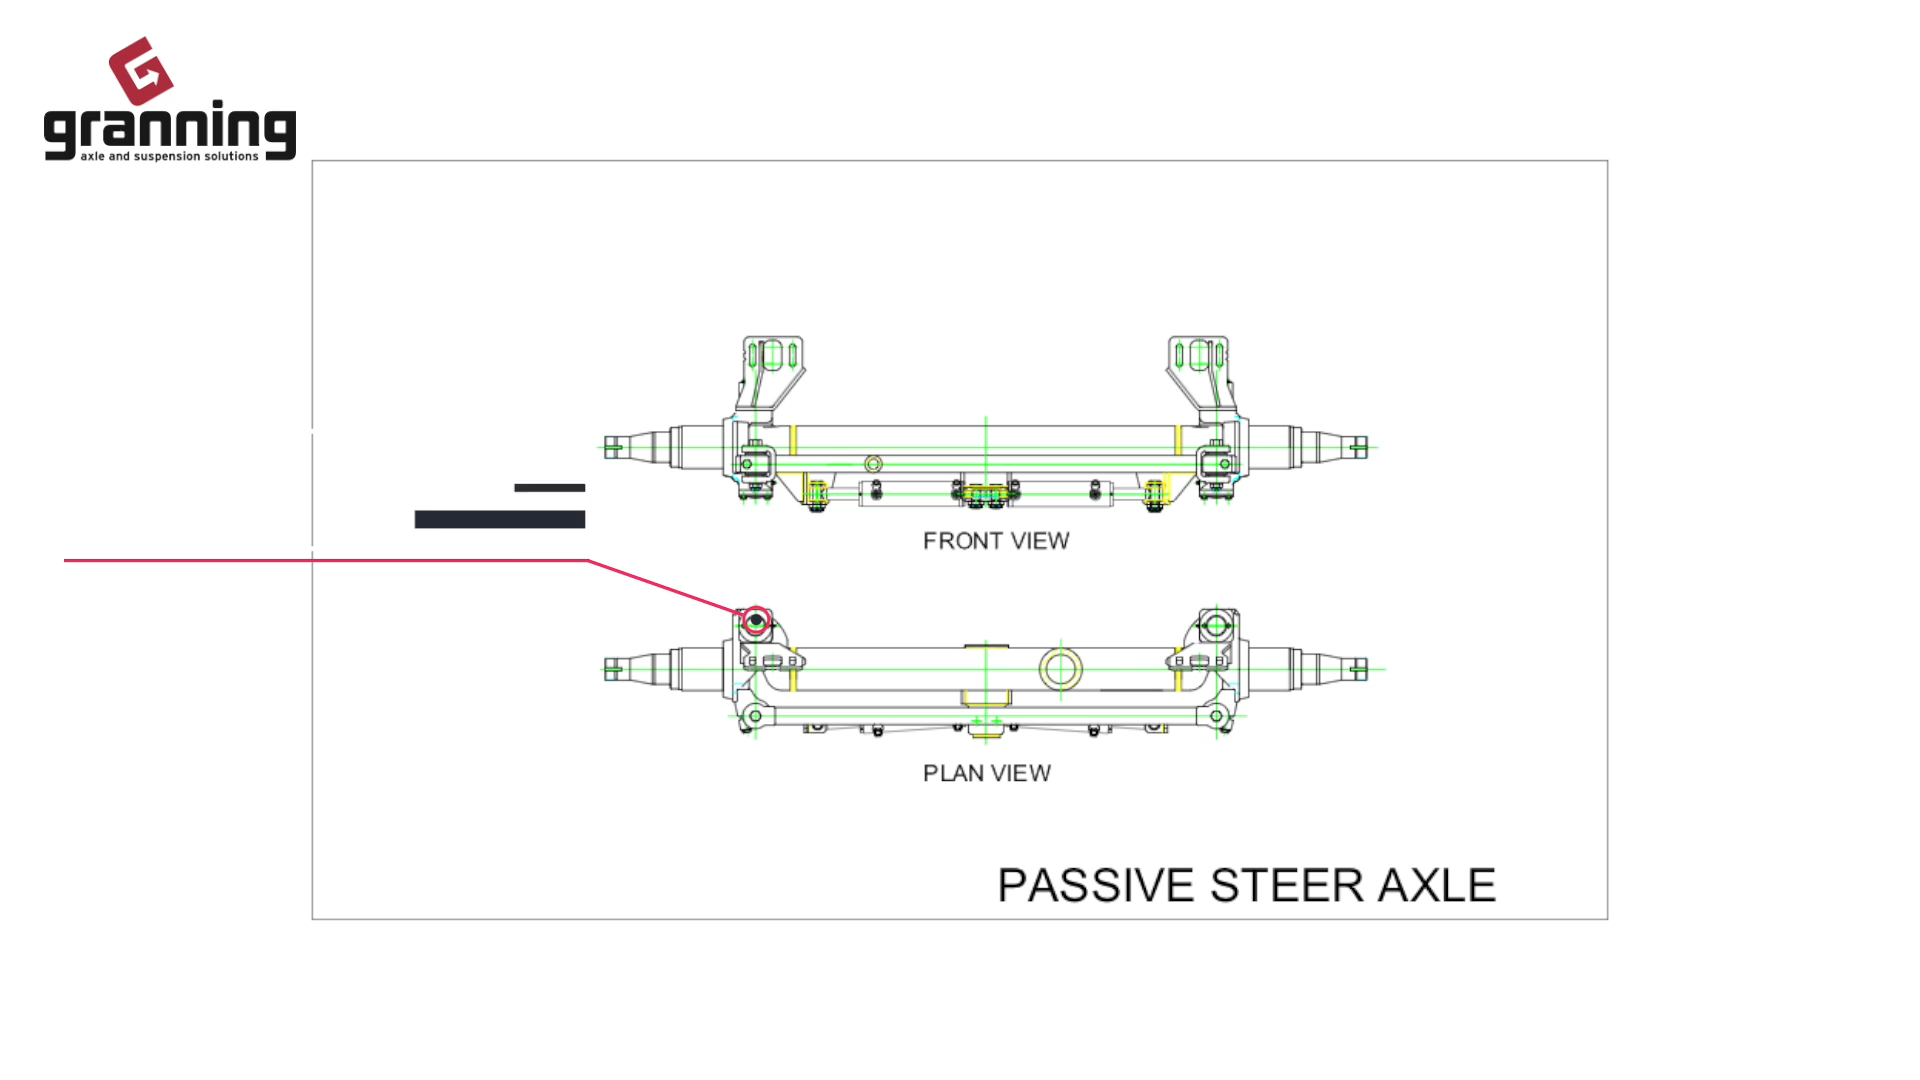 granning
axle and suspension solutions
FRONT VIEW
PLAN VIEW
PASSIVE STEER AXLE